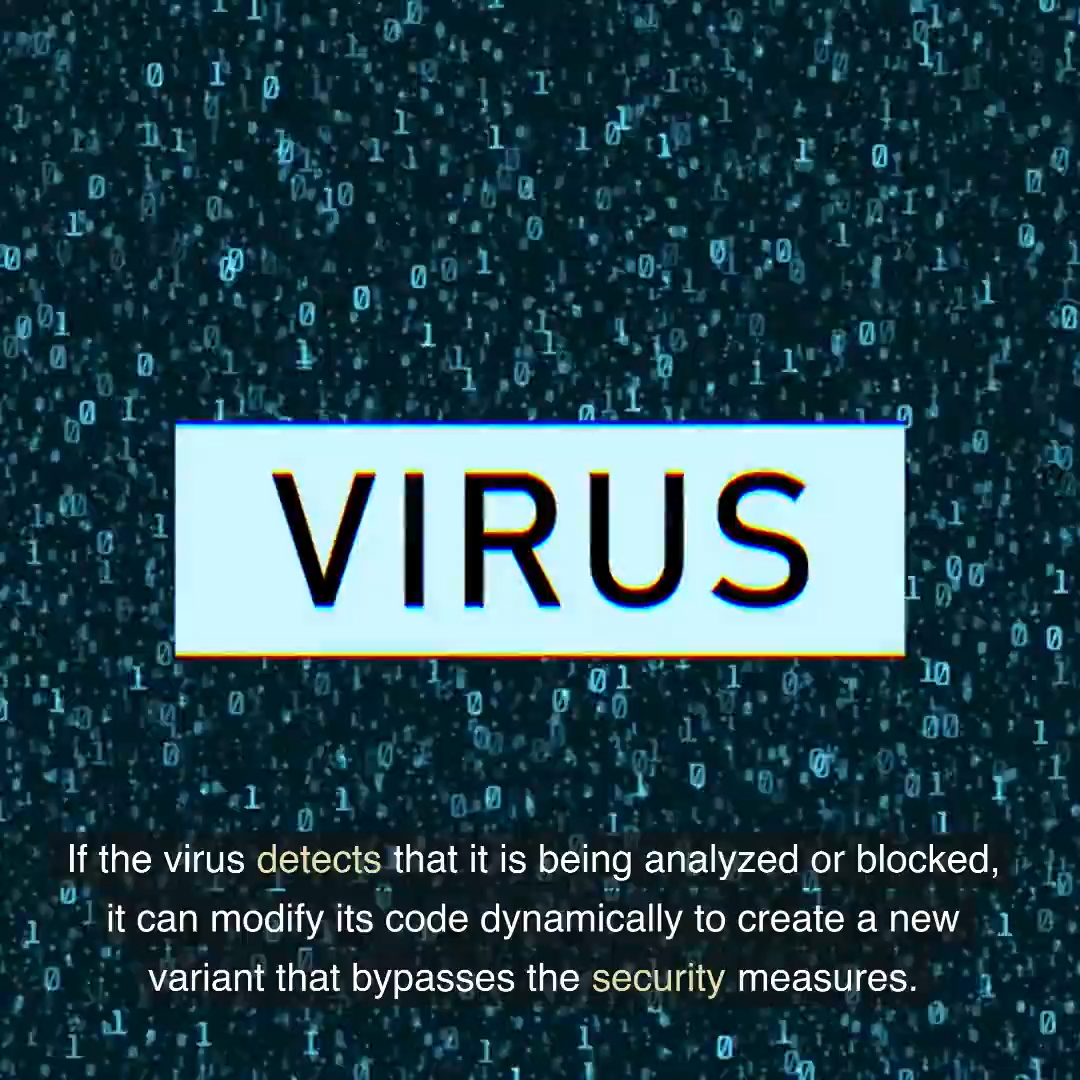 VIRUS
If the virus detects that it is being analyzed or blocked,
it can modify its code dynamically to create a new
variant that bypasses the security measures.